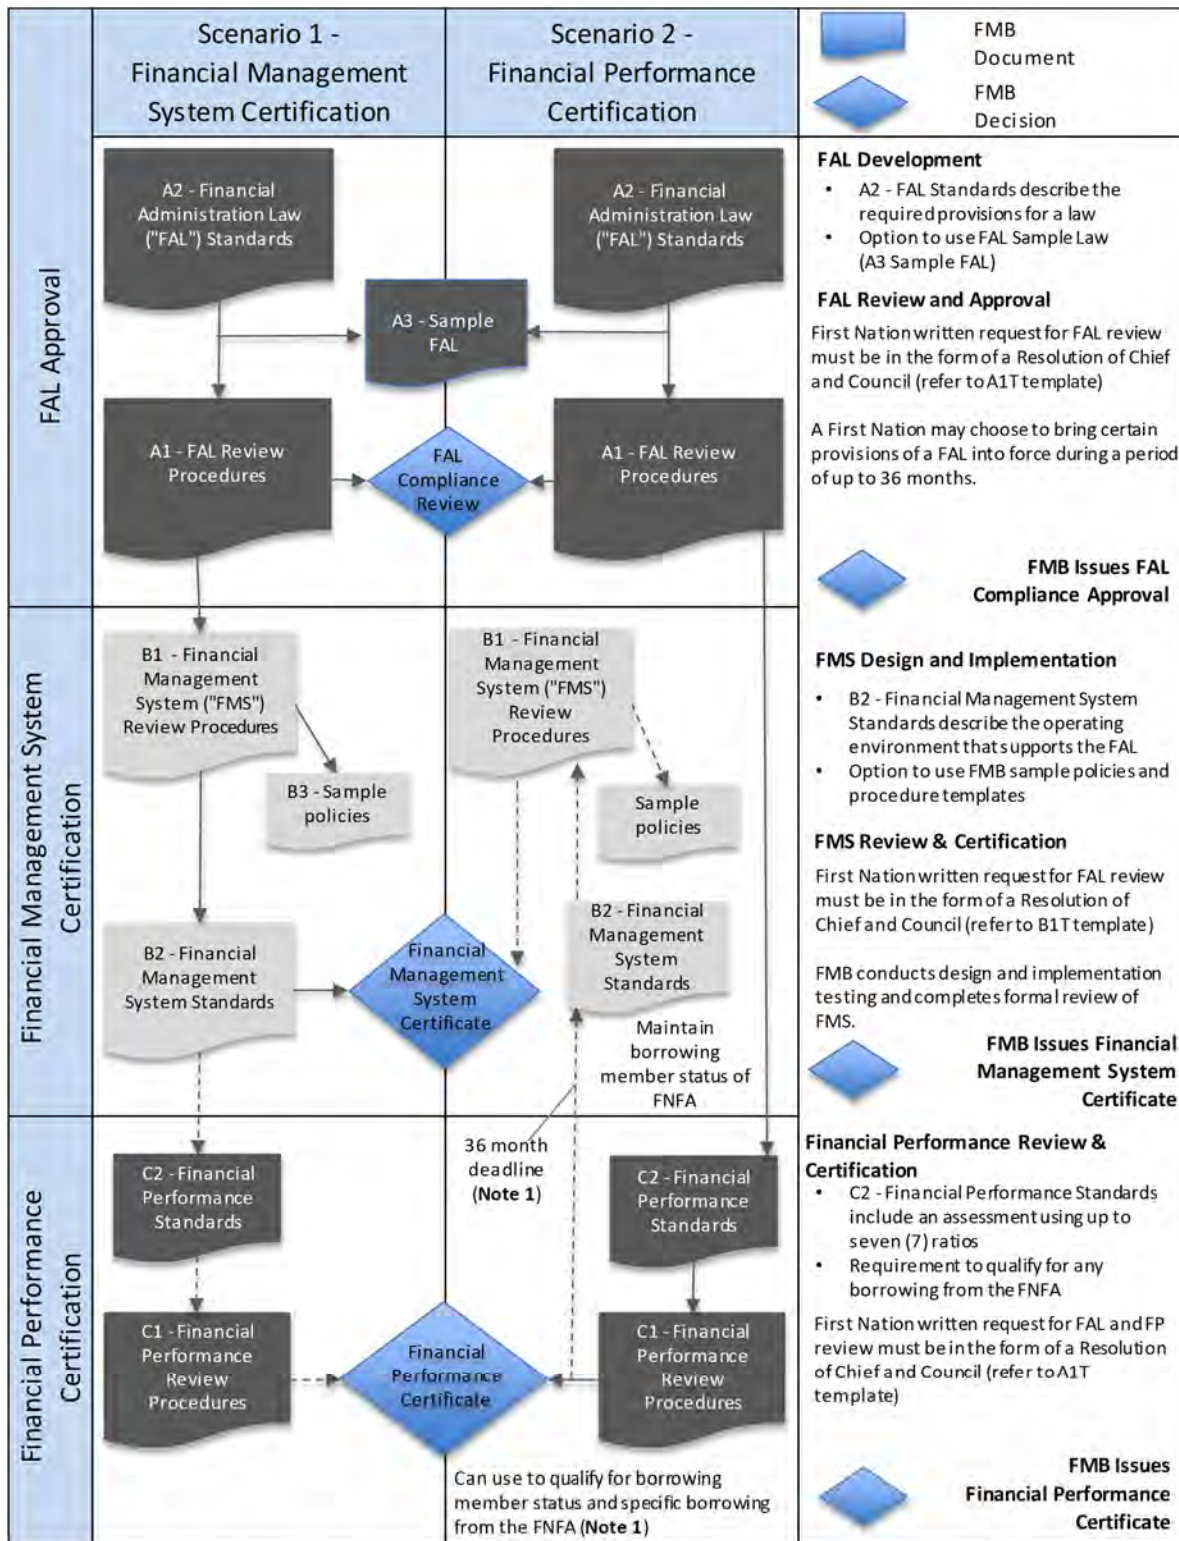 Scenario 1 -
Financial Management
System Certification
Scenario 2 -
Financial Performance
Certification
FMB
Document
FMB
Decision
FAL Approval
A2 - Financial
Administration Law
("FAL") Standards
A2 - Financial
Administration Law
("FAL") Standards
A3 - Sample
FAL
A1 - FAL Review
Procedures
FAL
Compliance
Review
A1 - FAL Review
Procedures
FAL Development
• A2 - FAL Standards describe the
required provisions for a law
• Option to use FAL Sample Law
(A3 Sample FAL)
FAL Review and Approval
First Nation written request for FAL review
must be in the form of a Resolution of Chief
and Council (refer to A1T template)
A First Nation may choose to bring certain
provisions of a FAL into force during a period
of up to 36 months.
FMB Issues FAL
Compliance Approval
Financial Management System
Certification
B1 - Financial
Management
System ("FMS")
Review Procedures
B3 - Sample
policies
B2 - Financial
Management
System Standards
Financial
Management
System
Certificate
B1 - Financial
Management
System ("FMS")
Review
Procedures
Sample
policies
B2 - Financial
Management
System
Standards
Maintain
borrowing
member status of
FNFA
FMS Design and Implementation
• B2 - Financial Management System
Standards describe the operating
environment that supports the FAL
• Option to use FMB sample policies and
procedure templates
FMS Review & Certification
First Nation written request for FAL review
must be in the form of a Resolution of
Chief and Council (refer to B1T template)
FMB conducts design and implementation
testing and completes formal review of
FMS.
FMB Issues Financial
Management System
Certificate
Financial Performance
Certification
C2 - Financial
Performance
Standards
C1 - Financial
Performance
Review
Procedures
36 month
deadline
(Note 1)
Financial
Performance
Certificate
C2 - Financial
Performance
Standards
C1 - Financial
Performance
Review
Procedures
Can use to qualify for borrowing
member status and specific borrowing
from the FNFA (Note 1)
Financial Performance Review &
Certification
• C2 - Financial Performance Standards
include an assessment using up to
seven (7) ratios
• Requirement to qualify for any
borrowing from the FNFA
First Nation written request for FAL and FP
review must be in the form of a Resolution
of Chief and Council (refer to A1T
template)
FMB Issues
Financial Performance
Certificate